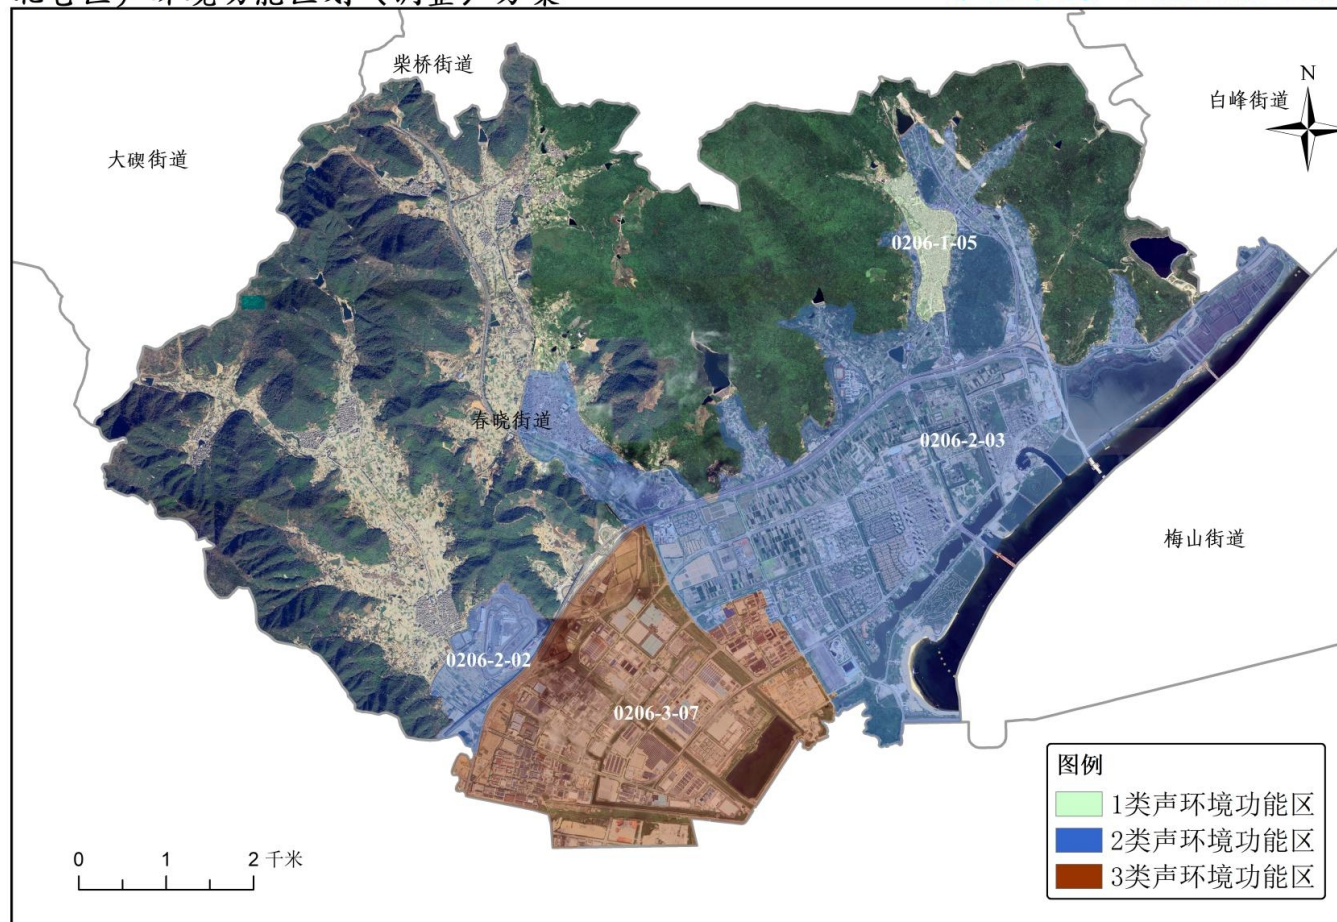 北仑区声环境功能区划（调整）方案
柴桥街道
N
白峰街道
大碶街道
0206-1-05
春晓街道
0206-2-03
梅山街道
0206-2-02
0206-3-07
图例
1类声环境功能区
2类声环境功能区
3类声环境功能区
0 1 2 千米